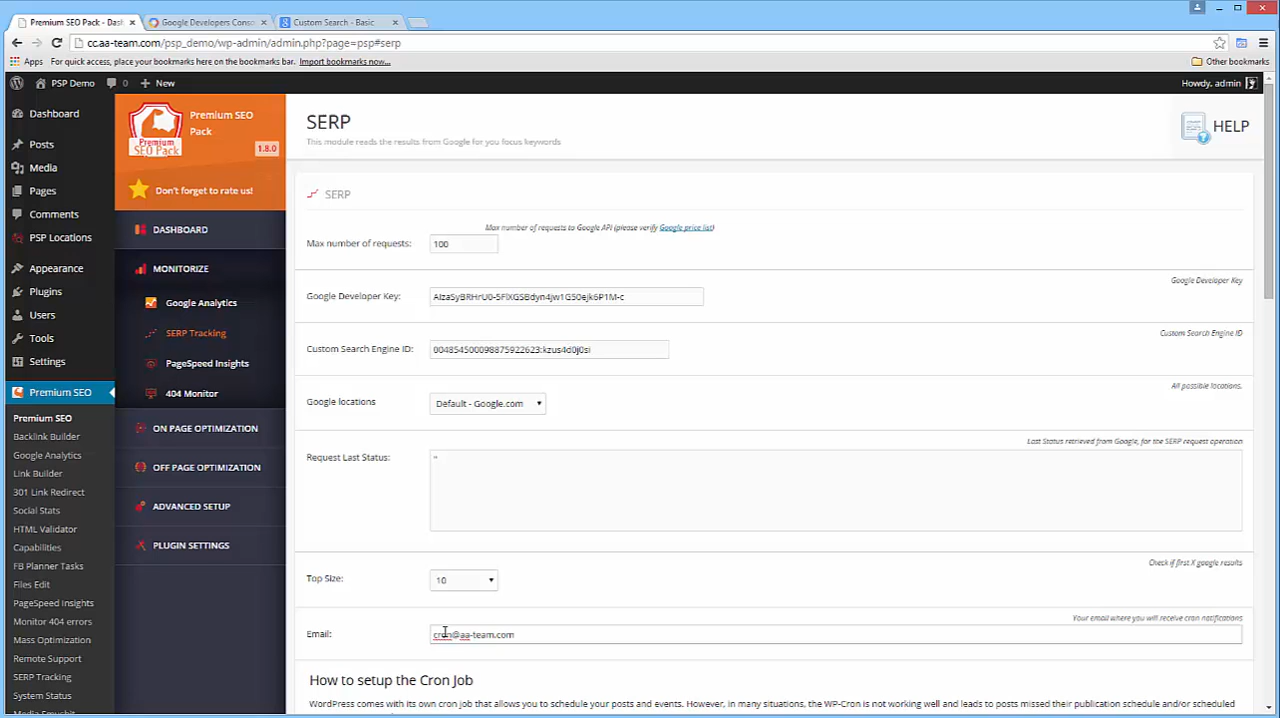 Premium SEO Pack - Dash
Google Developers Conso
Custom Search - Basic
cc.aa-team.com/psp_demo/wp-admin/admin.php?page=psp#serp
Apps
For quick access, place your bookmarks here on the bookmarks bar. Import bookmarks now...
Other bookmarks
PSP Demo
0
New
Howdy, admin
Dashboard
Posts
Media
Pages
Comments
PSP Locations
Appearance
Plugins
Users
Tools
Settings
Premium SEO
Premium SEO
Backlink Builder
Google Analytics
Link Builder
301 Link Redirect
Social Stats
HTML Validator
Capabilities
FB Planner Tasks
Files Edit
PageSpeed Insights
Monitor 404 errors
Mass Optimization
Remote Support
SERP Tracking
System Status
Media Smushit
Premium
SEO Pack
Premium SEO
Pack
1.8.0
Don't forget to rate us!
DASHBOARD
MONITORIZE
Google Analytics
SERP Tracking
PageSpeed Insights
404 Monitor
ON PAGE OPTIMIZATION
OFF PAGE OPTIMIZATION
ADVANCED SETUP
PLUGIN SETTINGS
SERP
This module reads the results from Google for you focus keywords
HELP
SERP
Max number of requests to Google API (please verify Google price list)
Max number of requests:
100
Google Developer Key
Google Developer Key:
Custom Search Engine ID
Custom Search Engine ID:
004854500098875922623:kzus4d0j0si
All possible locations.
Google locations
Default - Google.com
Last Status retrieved from Google, for the SERP request operation
Request Last Status:
"
Check if first X google results
Top Size:
10
Your email where you will receive cron notifications
Email:
cron@aa-team.com
How to setup the Cron Job
WordPress comes with its own cron job that allows you to schedule your posts and events. However, in many situations, the WP-Cron is not working well and leads to posts missed their publication schedule and/or scheduled